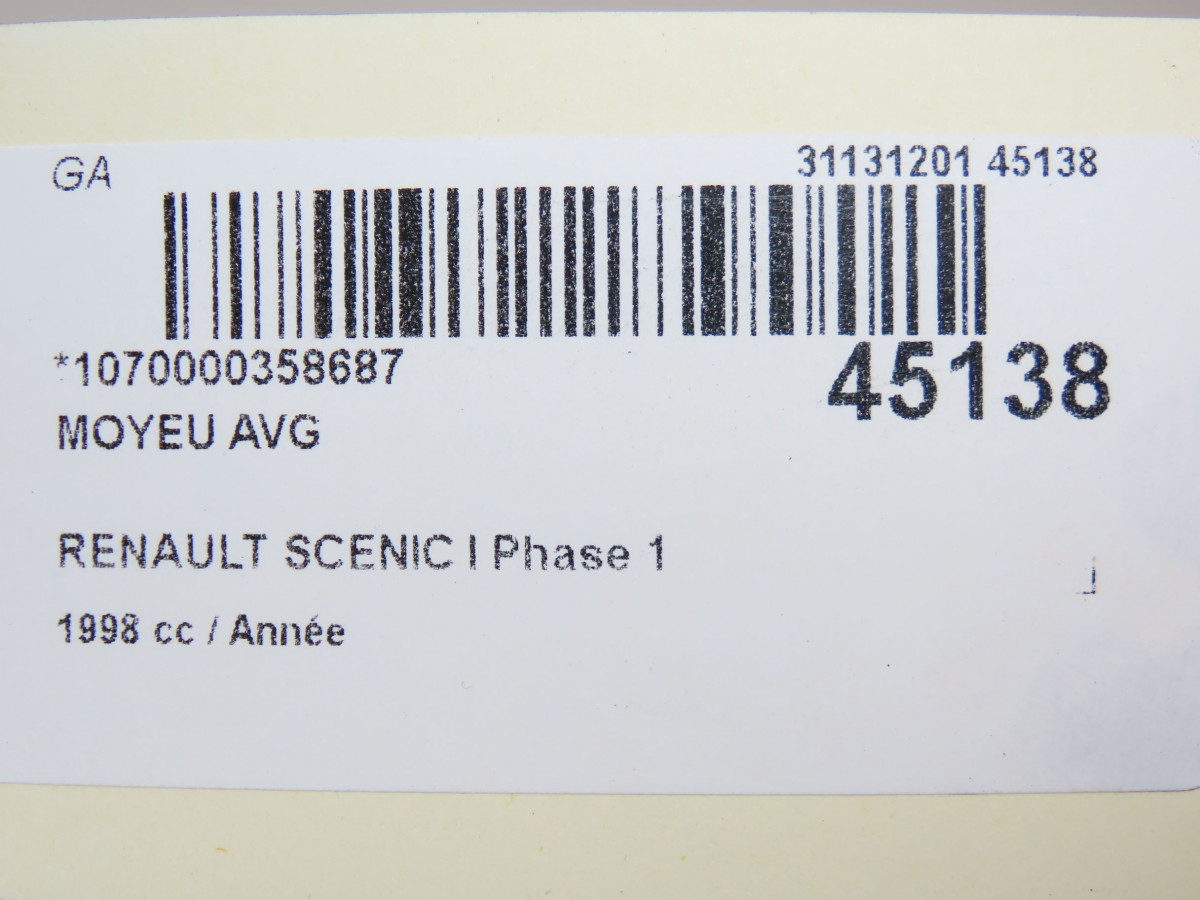 GA
31131201 45138
*1070000358687
45138
MOYEU AVG
RENAULT SCENIC I Phase 1
1998 cc / Année